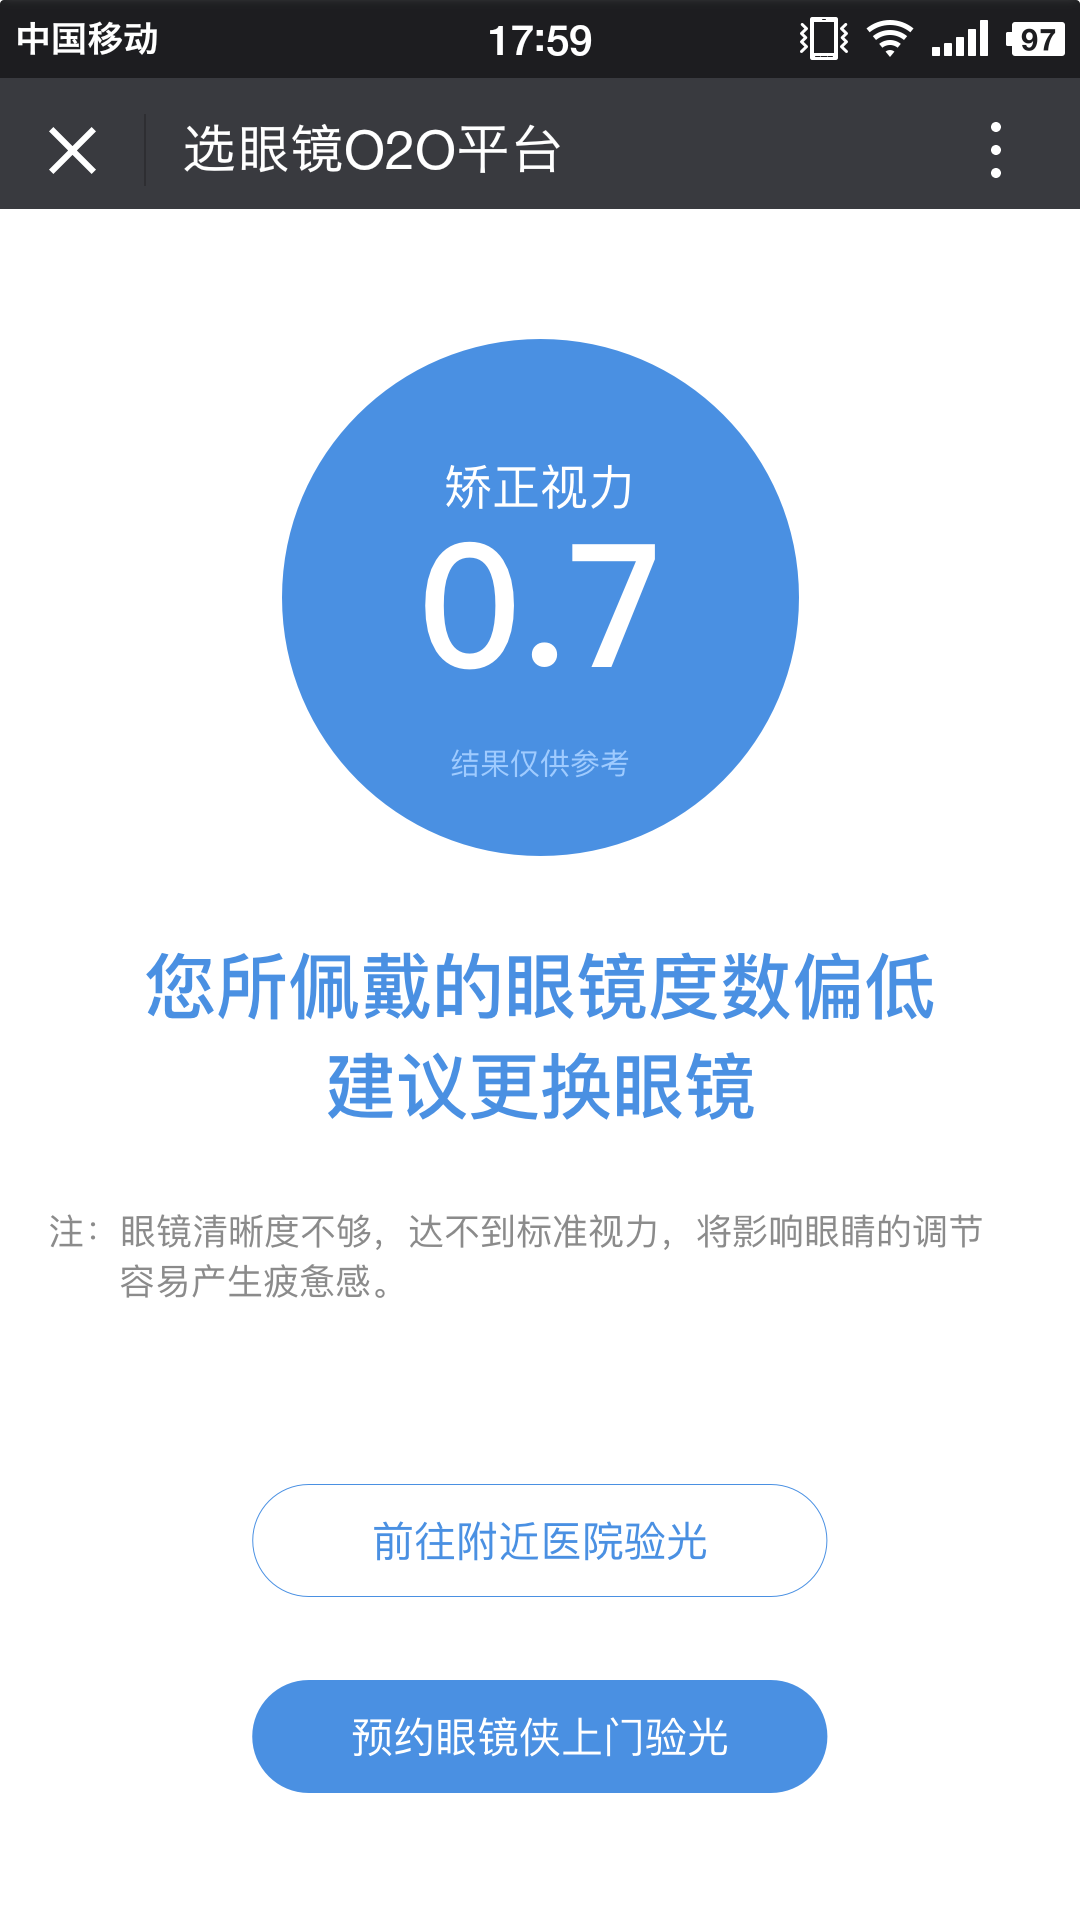 中国移动 17:59 97
选眼镜O2O平台
矫正视力
0.7
结果仅供参考
您所佩戴的眼镜度数偏低
建议更换眼镜
注：眼镜清晰度不够，达不到标准视力，将影响眼睛的调节
容易产生疲惫感。
前往附近医院验光
预约眼镜侠上门验光